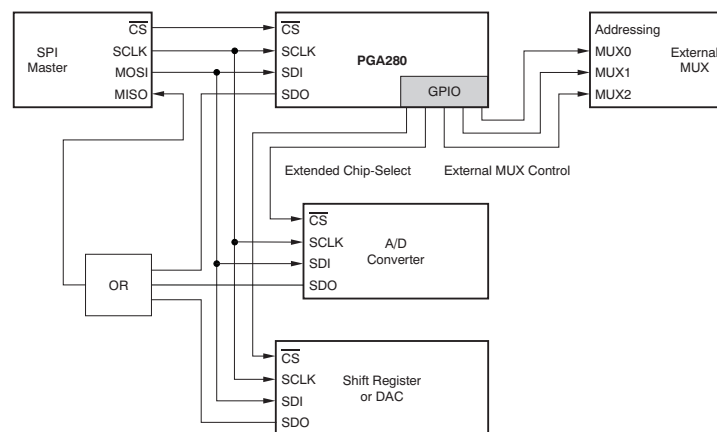 SPI
Master
CS
SCLK
MOSI
MISO
CS
SCLK
SDI
SDO
PGA280
GPIO
Addressing
MUX0
MUX1
MUX2
External
MUX
Extended Chip-Select
External MUX Control
OR
CS
SCLK
SDI
SDO
A/D
Converter
CS
SCLK
SDI
SDO
Shift Register
or DAC